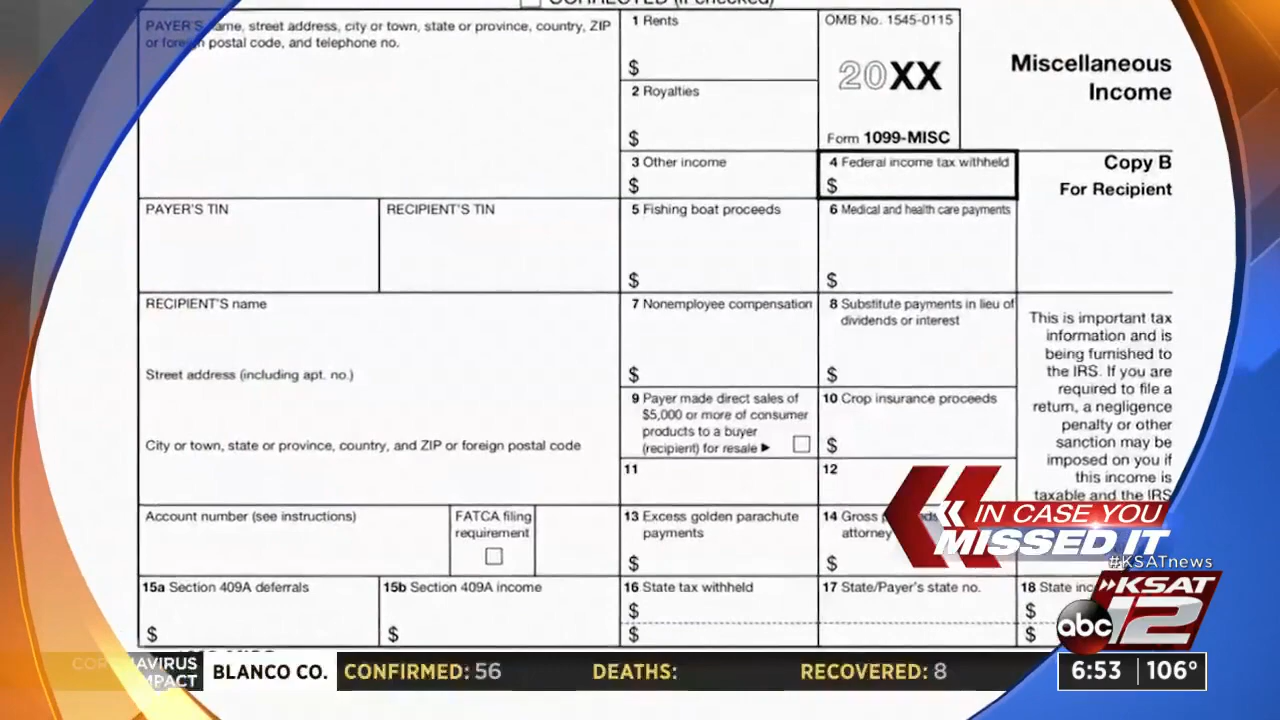 CORRECTED (if checked)
PAYER'S name, street address, city or town, state or province, country, ZIP
or foreign postal code, and telephone no.
1 Rents
$
2 Royalties
$
OMB No. 1545-0115
20XX
Form 1099-MISC
Miscellaneous
Income
3 Other income
$
4 Federal income tax withheld
$
Copy B
For Recipient
PAYER'S TIN
RECIPIENT'S TIN
5 Fishing boat proceeds
$
6 Medical and health care payments
$
RECIPIENT'S name
Street address (including apt. no.)
City or town, state or province, country, and ZIP or foreign postal code
7 Nonemployee compensation
$
8 Substitute payments in lieu of
dividends or interest
$
This is important tax
information and is
being furnished to
the IRS. If you are
required to file a
return, a negligence
penalty or other
sanction may be
imposed on you if
this income is
taxable and the IRS
9 Payer made direct sales of
$5,000 or more of consumer
products to a buyer
(recipient) for resale ▶
10 Crop insurance proceeds
$
11
12
Account number (see instructions)
FATCA filing
requirement
13 Excess golden parachute
payments
$
14 Gross
attorney
$
15a Section 409A deferrals
$
15b Section 409A income
$
16 State tax withheld
$
$
17 State/Payer's state no.
18 State
$
$
IN CASE YOU
MISSED IT
#KSATnews
KSAT
abc 12
CORONAVIRUS
IMPACT
BLANCO CO. CONFIRMED: 56 DEATHS: RECOVERED: 8
6:53 106°